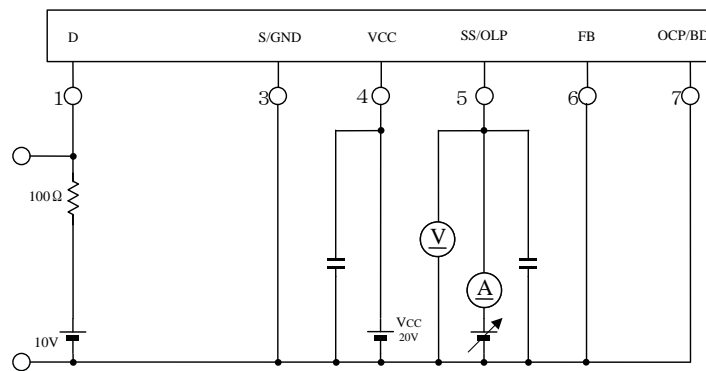 D S/GND VCC SS/OLP FB OCP/BD
1 3 4 5 6 7
100Ω
V
A
10V
VCC
20V